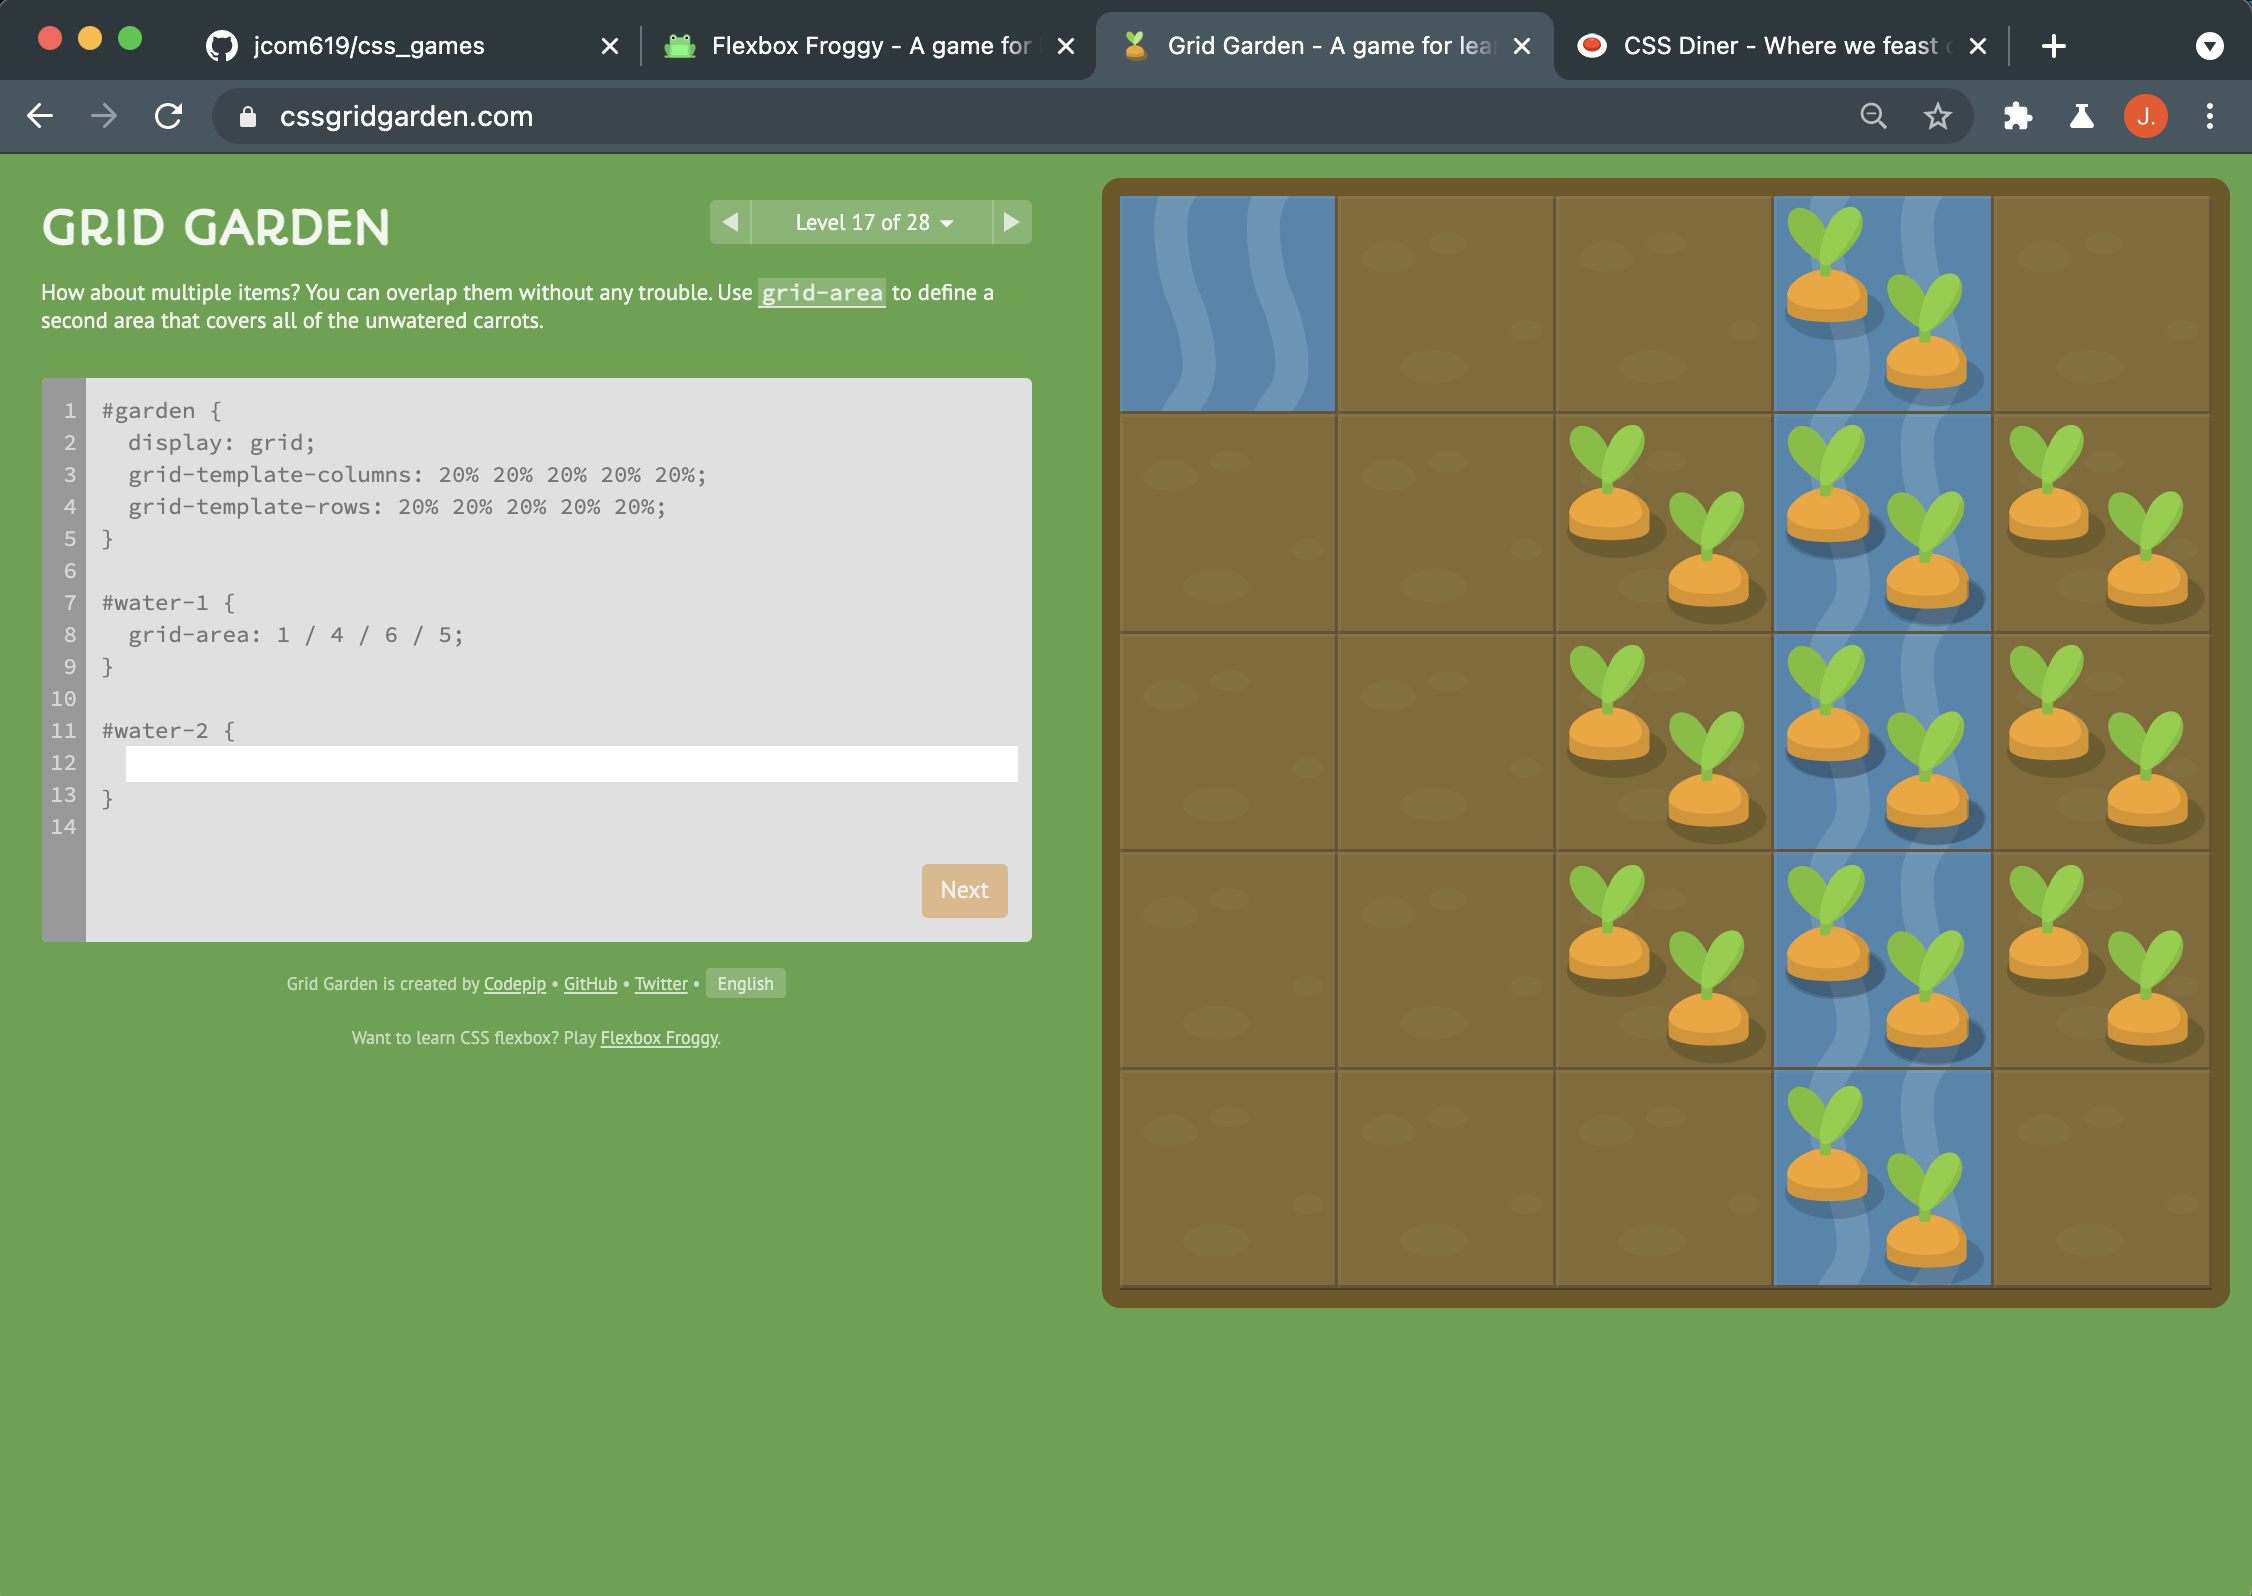 jcom619/css_games
Flexbox Froggy - A game for
Grid Garden - A game for lea
CSS Diner - Where we feast
cssgridgarden.com
J.
GRID GARDEN
Level 17 of 28
How about multiple items? You can overlap them without any trouble. Use grid-area to define a
second area that covers all of the unwatered carrots.
1 #garden {
2 display: grid;
3 grid-template-columns: 20% 20% 20% 20% 20%;
4 grid-template-rows: 20% 20% 20% 20% 20%;
5 }
6
7 #water-1 {
8 grid-area: 1 / 4 / 6 / 5;
9 }
10
11 #water-2 {
12
13 }
14
Next
Grid Garden is created by Codepip • GitHub • Twitter • English
Want to learn CSS flexbox? Play Flexbox Froggy.